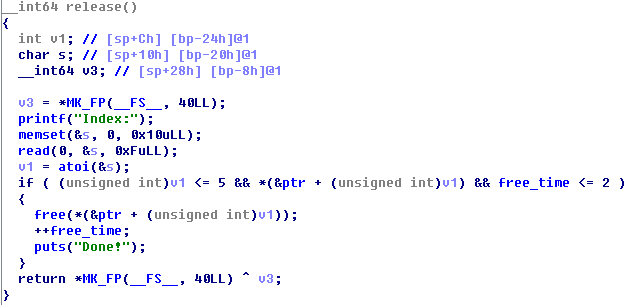 __int64 release()
{
  int v1; // [sp+Ch] [bp-24h]@1
  char s; // [sp+10h] [bp-20h]@1
  __int64 v3; // [sp+28h] [bp-8h]@1

  v3 = *MK_FP(__FS__, 40LL);
  printf("Index:");
  memset(&s, 0, 0x10uLL);
  read(0, &s, 0xFuLL);
  v1 = atoi(&s);
  if ( (unsigned int)v1 <= 5 && *(&ptr + (unsigned int)v1) && free_time <= 2 )
  {
    free(*(&ptr + (unsigned int)v1));
    ++free_time;
    puts("Done!");
  }
  return *MK_FP(__FS__, 40LL) ^ v3;
}